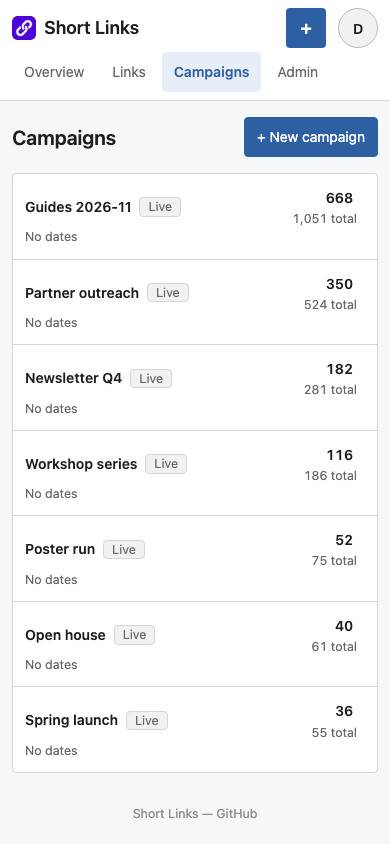 Short Links
+
D
Overview Links Campaigns Admin
Campaigns
+ New campaign
Guides 2026-11 Live
668
1,051 total
No dates
Partner outreach Live
350
524 total
No dates
Newsletter Q4 Live
182
281 total
No dates
Workshop series Live
116
186 total
No dates
Poster run Live
52
75 total
No dates
Open house Live
40
61 total
No dates
Spring launch Live
36
55 total
No dates
Short Links — GitHub